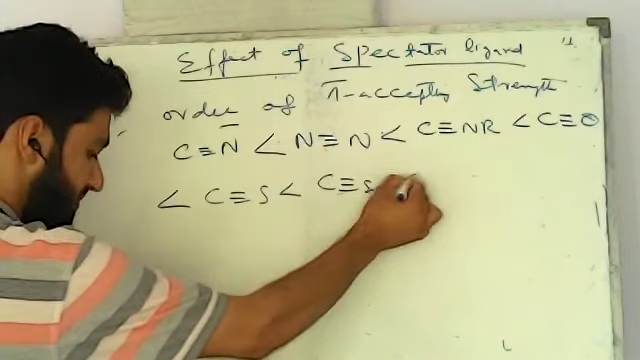 Effect of Spectator ligand
order of π-accepting Strength
C≡N̅ < N≡N < C≡NR < C≡O
< C≡S < C≡S